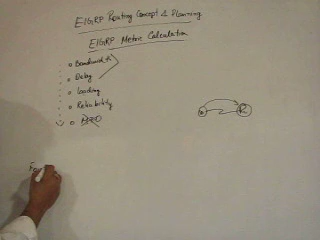 EIGRP Routing Concept & Planning
EIGRP Metric Calculation
Bandwidth
Delay
Loading
Reliability
MTU